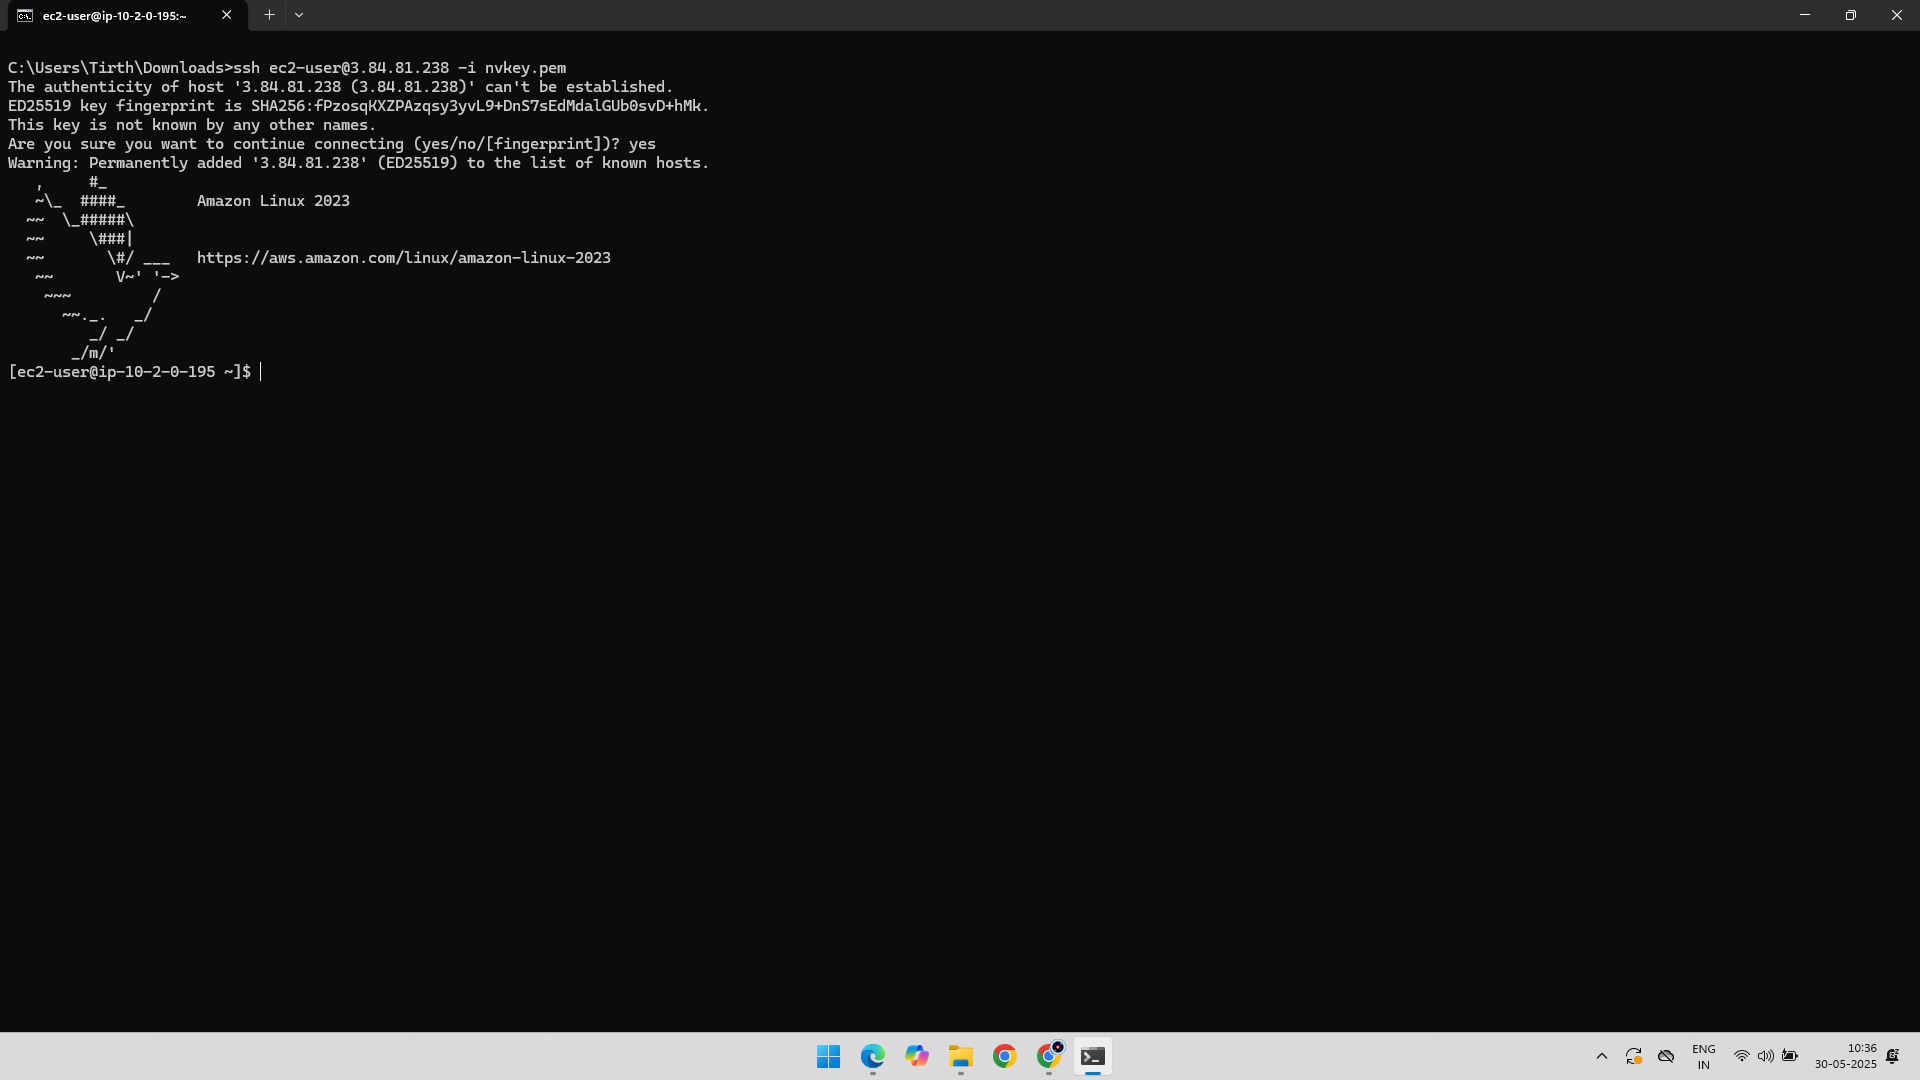 ec2-user@ip-10-2-0-195:~
C:\Users\Tirth\Downloads>ssh ec2-user@3.84.81.238 -i nvkey.pem
The authenticity of host '3.84.81.238 (3.84.81.238)' can't be established.
ED25519 key fingerprint is SHA256:fPzosqKXZPAzqsy3yvL9+DnS7sEdMdalGUb0svD+hMk.
This key is not known by any other names.
Are you sure you want to continue connecting (yes/no/[fingerprint])? yes
Warning: Permanently added '3.84.81.238' (ED25519) to the list of known hosts.
   ,     #_
   ~\_  ####_        Amazon Linux 2023
  ~~  \_#####\
  ~~     \###|
  ~~       \#/ ___   https://aws.amazon.com/linux/amazon-linux-2023
   ~~       V~' '->
    ~~~         /
      ~~._.   _/
         _/ _/
       _/m/'
[ec2-user@ip-10-2-0-195 ~]$
ENG
IN
10:36
30-05-2025